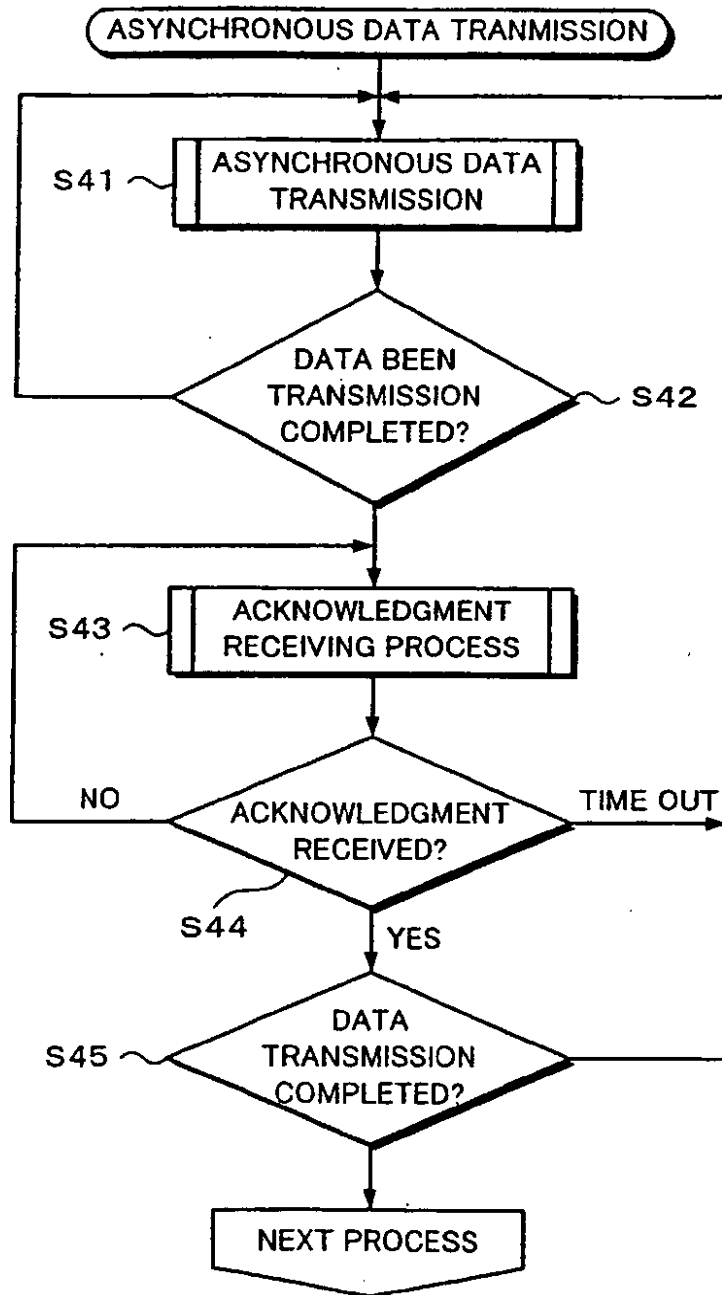 ASYNCHRONOUS DATA TRANMISSION
S41
ASYNCHRONOUS DATA
TRANSMISSION
DATA BEEN
TRANSMISSION
COMPLETED?
S42
S43
ACKNOWLEDGMENT
RECEIVING PROCESS
NO
ACKNOWLEDGMENT
RECEIVED?
TIME OUT
S44
YES
S45
DATA
TRANSMISSION
COMPLETED?
NEXT PROCESS